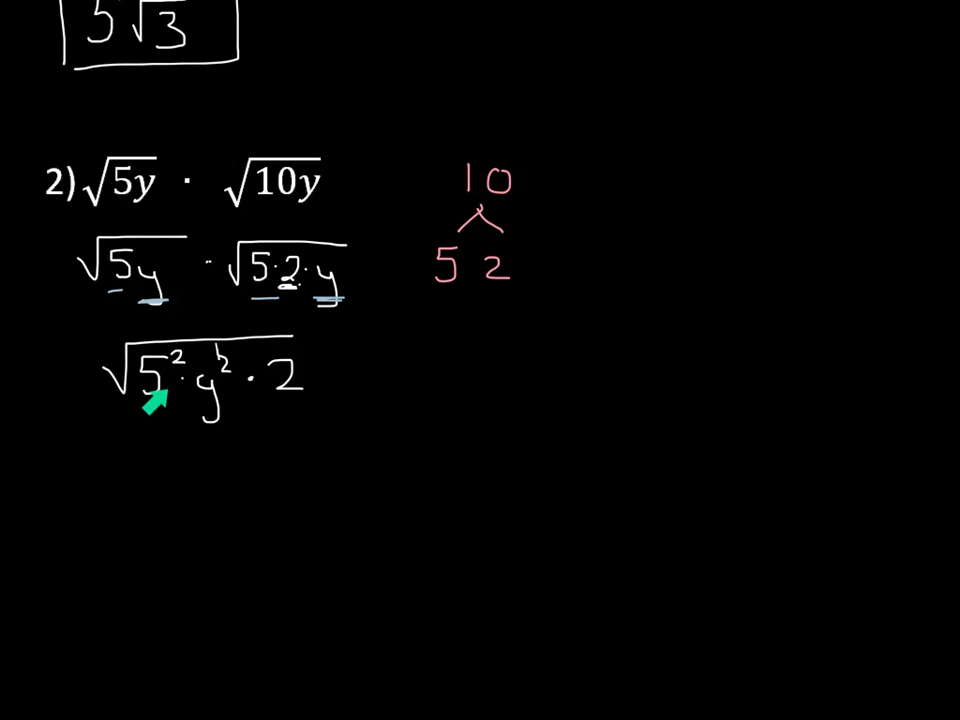 5√3
2) √5y · √10y
10
√5y · √5·2·y
5 2
√5²·y²·2